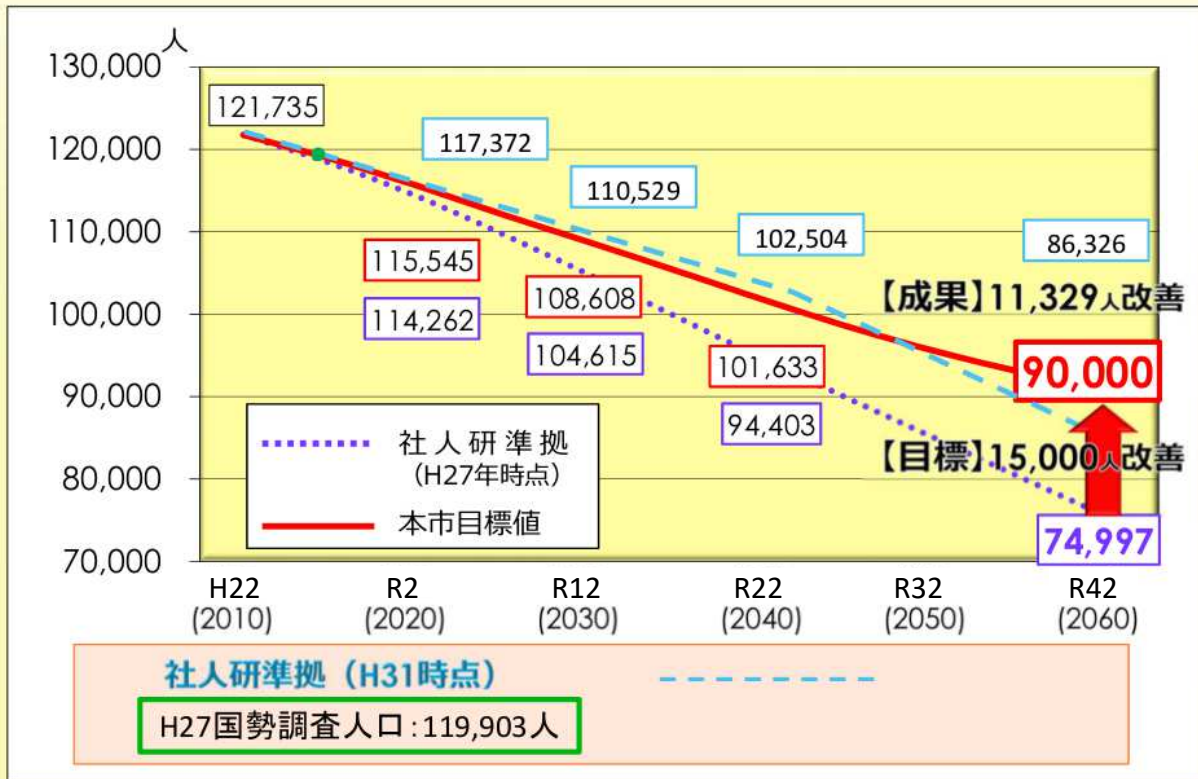 人
130,000
120,000
110,000
100,000
90,000
80,000
70,000
121,735
117,372
110,529
102,504
86,326
115,545
114,262
108,608
104,615
101,633
94,403
【成果】11,329人改善
90,000
【目標】15,000人改善
74,997
社人研準拠
(H27年時点)
本市目標値
H22 R2 R12 R22 R32 R42
(2010) (2020) (2030) (2040) (2050) (2060)
社人研準拠（H31時点）
H27国勢調査人口:119,903人